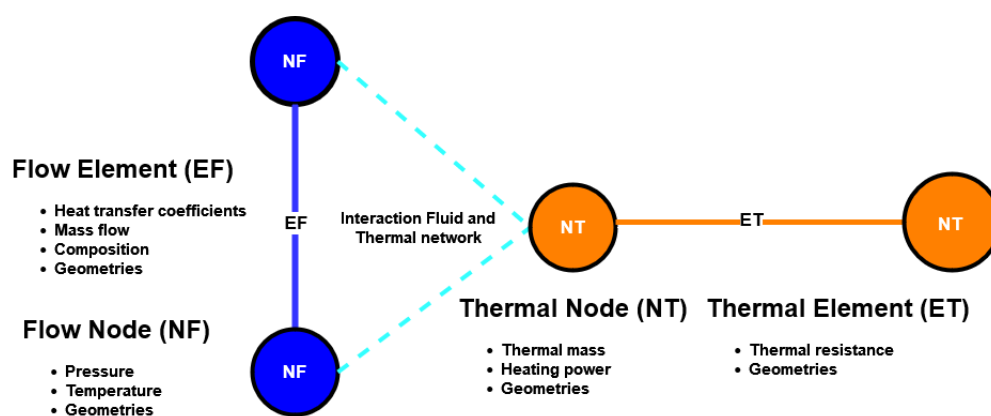 NF
Flow Element (EF)
• Heat transfer coefficients
• Mass flow
• Composition
• Geometries
EF
Interaction Fluid and
Thermal network
NT
ET
NT
Flow Node (NF)
• Pressure
• Temperature
• Geometries
NF
Thermal Node (NT)
• Thermal mass
• Heating power
• Geometries
Thermal Element (ET)
• Thermal resistance
• Geometries